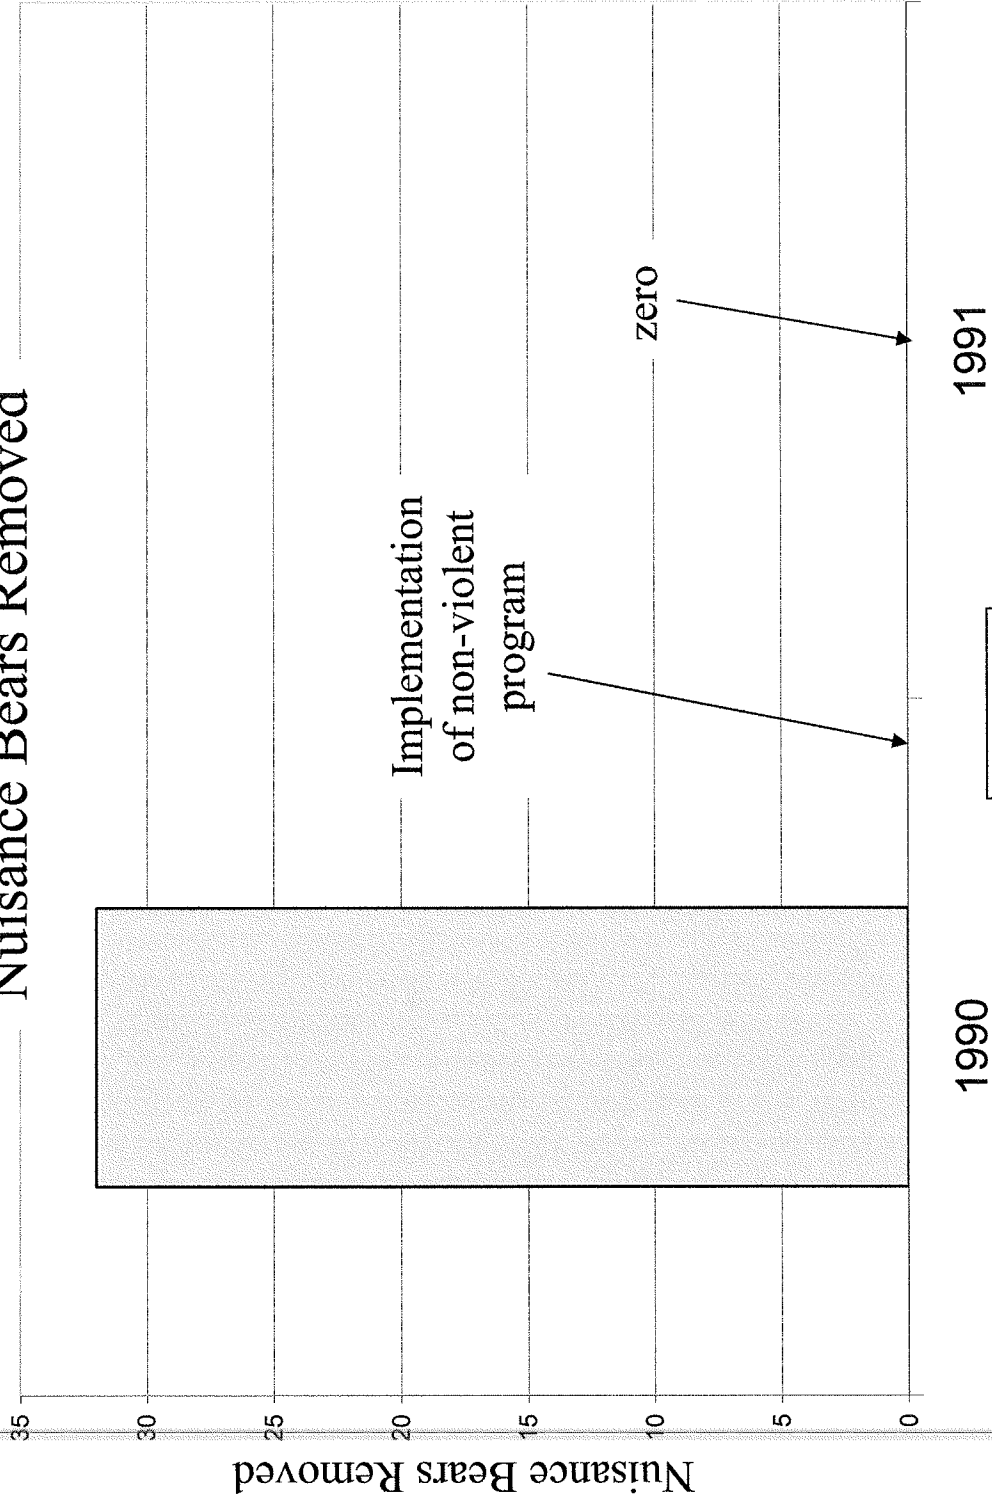 Nuisance Bears Removed
Nuisance Bears Removed
35
30
25
20
15
10
5
0
Implementation
of non-violent
program
zero
1990
1991